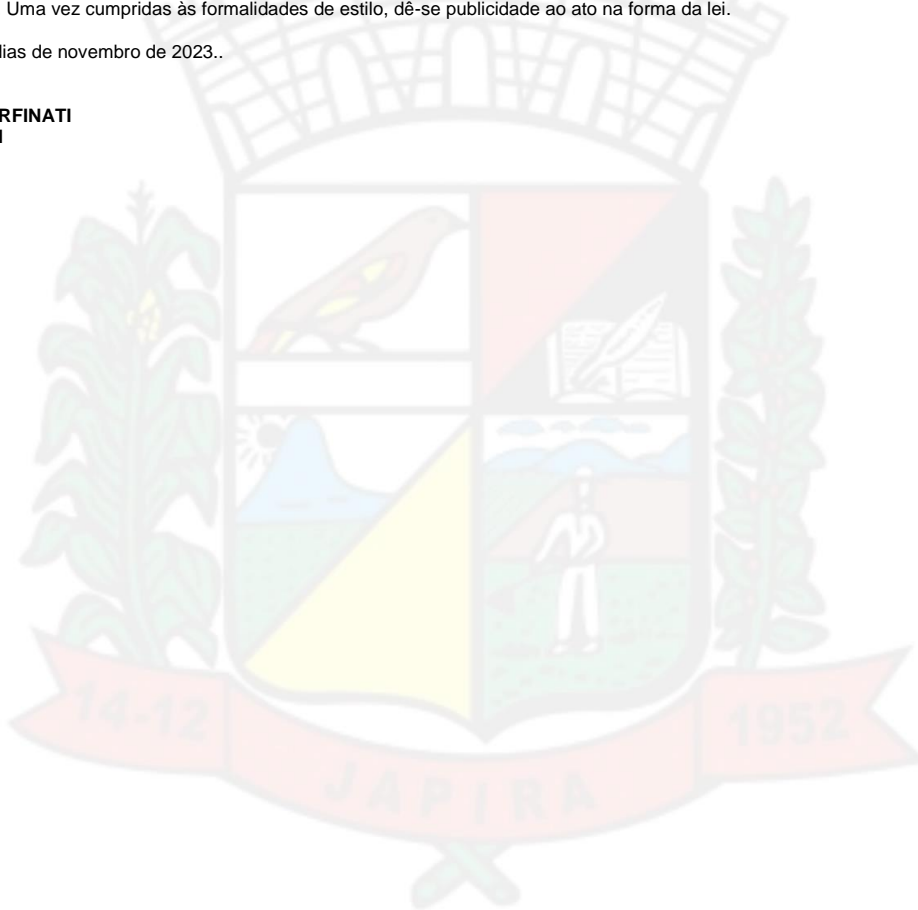 Uma vez cumpridas às formalidades de estilo, dê-se publicidade ao ato na forma da lei.
dias de novembro de 2023..
RFINATI
14-12
1952
JAPIRA